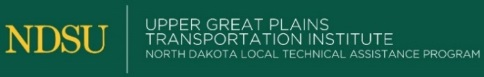 NDSU
UPPER GREAT PLAINS
TRANSPORTATION INSTITUTE
NORTH DAKOTA LOCAL TECHNICAL ASSISTANCE PROGRAM